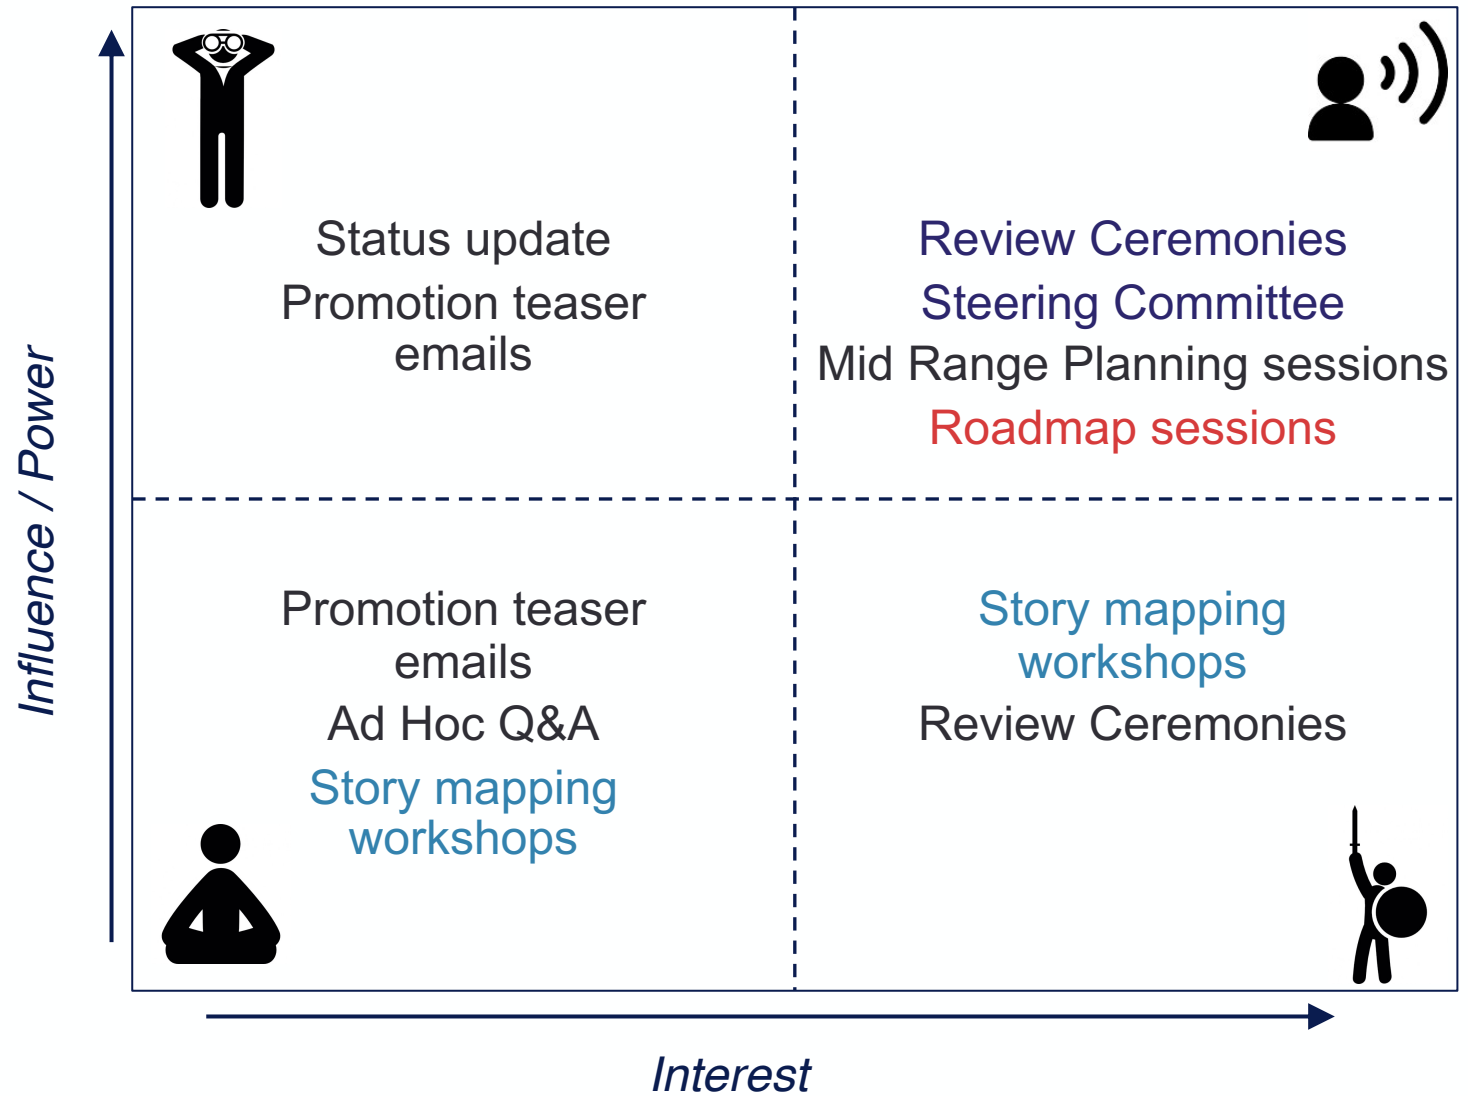 Status update
Promotion teaser
emails
Review Ceremonies
Steering Committee
Mid Range Planning sessions
Roadmap sessions
Influence / Power
Promotion teaser
emails
Ad Hoc Q&A
Story mapping
workshops
Story mapping
workshops
Review Ceremonies
Interest